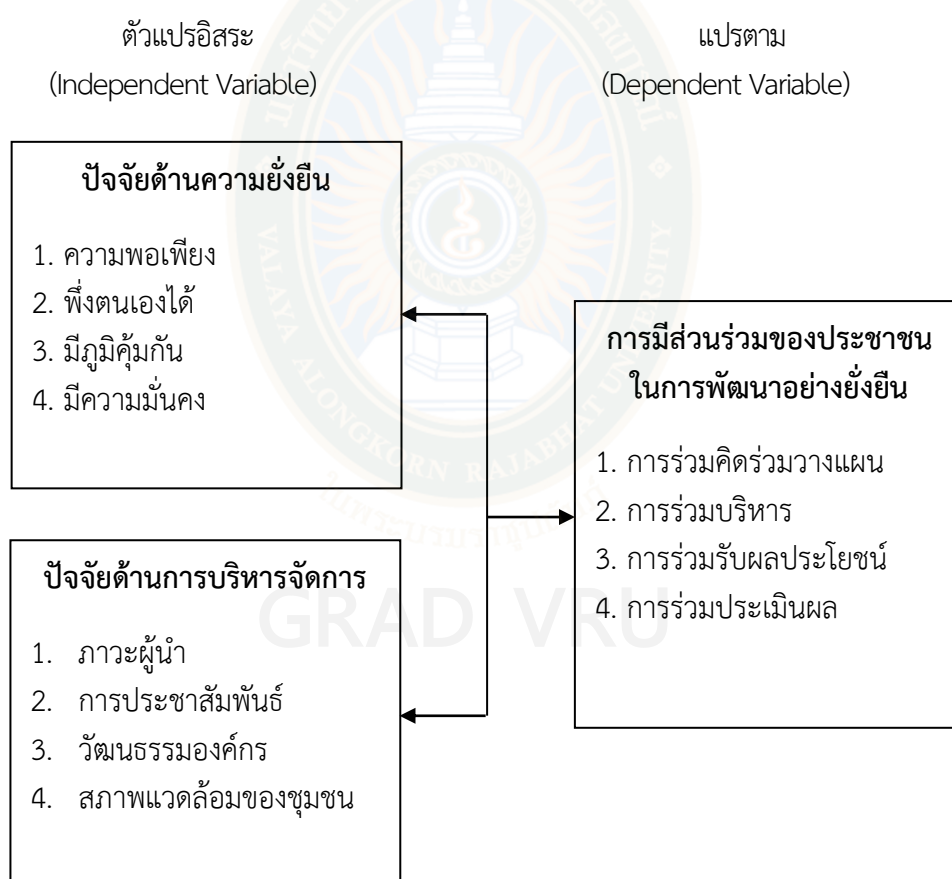 ตัวแปรอิสระ
(Independent Variable)
แปรตาม
(Dependent Variable)
ปัจจัยด้านความยั่งยืน
1. ความพอเพียง
2. พึ่งตนเองได้
3. มีภูมิคุ้มกัน
4. มีความมั่นคง
การมีส่วนร่วมของประชาชน
ในการพัฒนาอย่างยั่งยืน
1. การร่วมคิดร่วมวางแผน
2. การร่วมบริหาร
3. การร่วมรับผลประโยชน์
4. การร่วมประเมินผล
ปัจจัยด้านการบริหารจัดการ
1. ภาวะผู้นำ
2. การประชาสัมพันธ์
3. วัฒนธรรมองค์กร
4. สภาพแวดล้อมของชุมชน
VALAYA ALONGKORN RAJABHAT UNIVERSITY
GRAD VRU